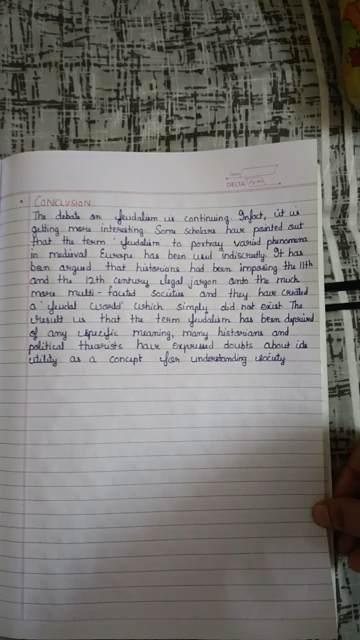 DELTA
CONCLUSION:
The debate on feudalism is continuing. Infact, it is
getting more interesting. Some scholars have pointed out
that the term 'feudalism to portray varied phenomena
in medieval Europe has been used indiscreetly. It has
been argued that historians had been imposing the 11th
and the 12th century legal jargon onto the much
more multi-faceted societies and they have created
a 'feudal world' which simply did not exist. The
result is that the term feudalism has been deprived
of any specific meaning, many historians and
political theorists have expressed doubts about its
utility as a concept for understanding society